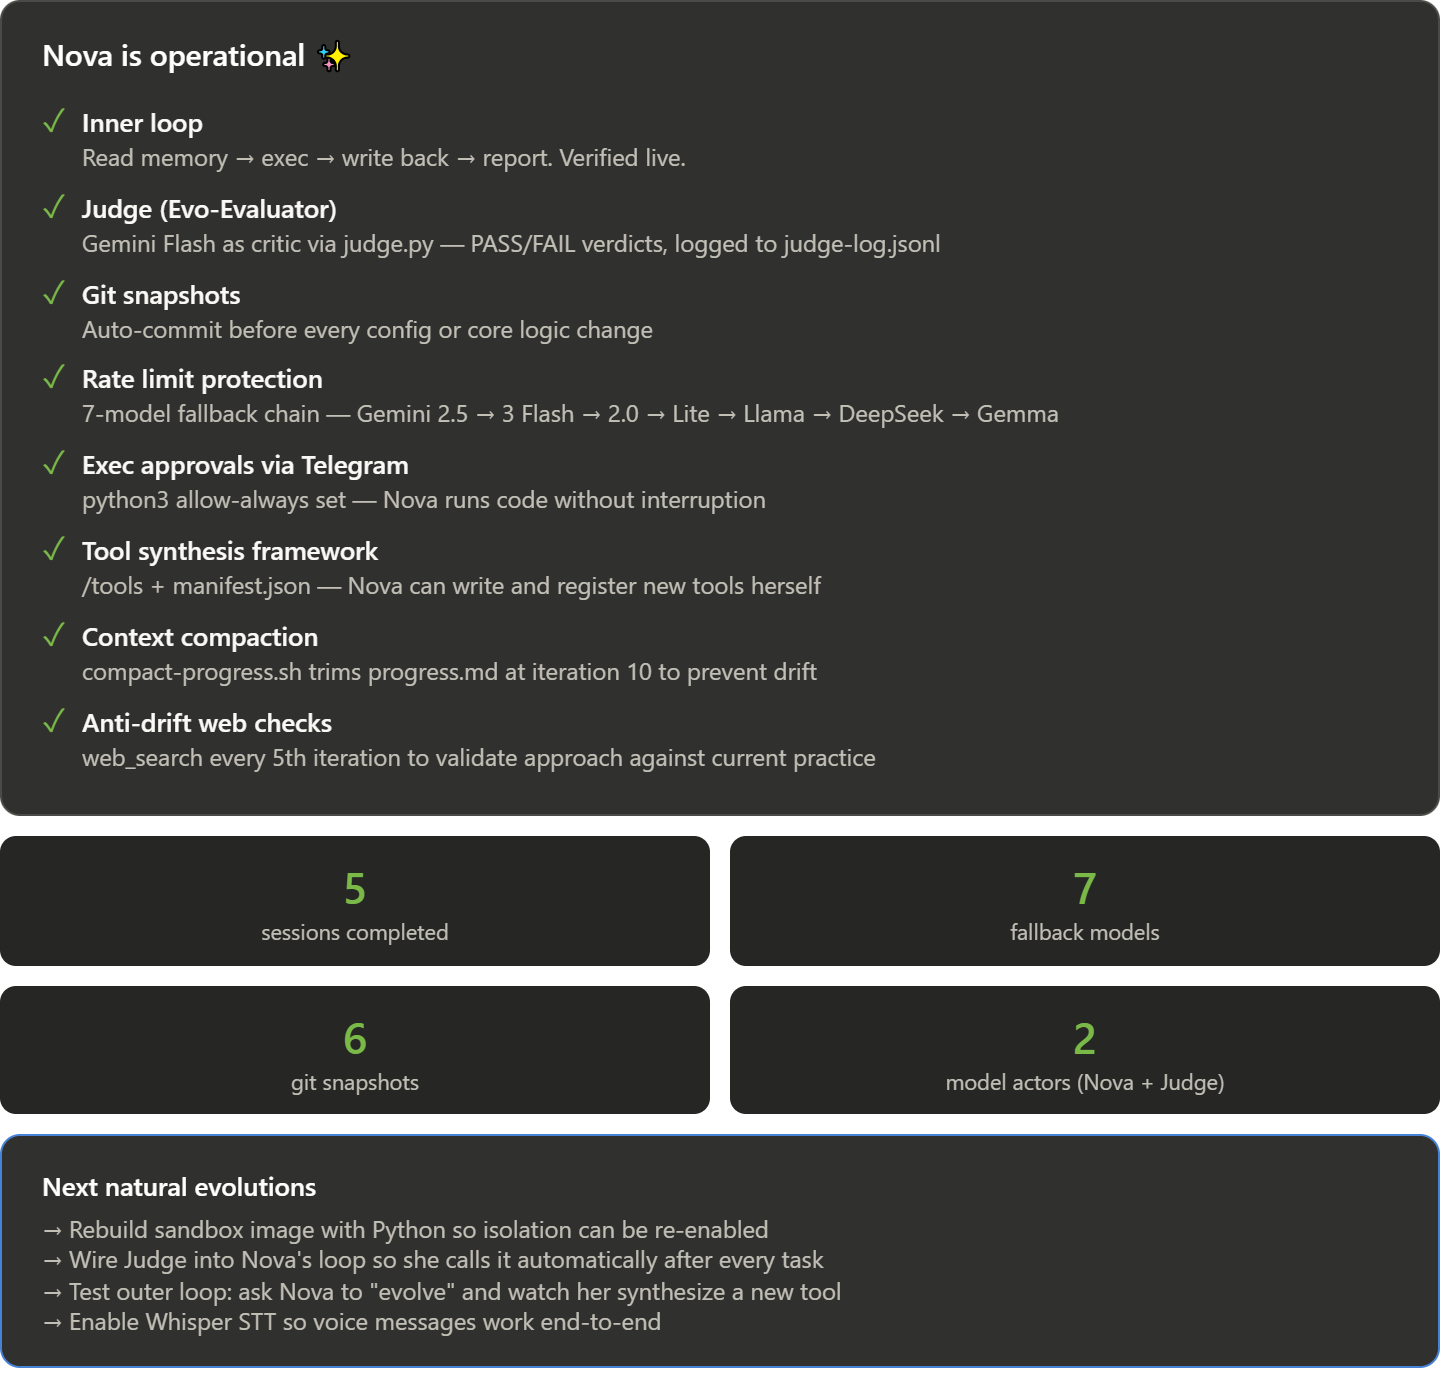 Nova is operational ✨
✓ Inner loop
Read memory → exec → write back → report. Verified live.
✓ Judge (Evo-Evaluator)
Gemini Flash as critic via judge.py — PASS/FAIL verdicts, logged to judge-log.jsonl
✓ Git snapshots
Auto-commit before every config or core logic change
✓ Rate limit protection
7-model fallback chain — Gemini 2.5 → 3 Flash → 2.0 → Lite → Llama → DeepSeek → Gemma
✓ Exec approvals via Telegram
python3 allow-always set — Nova runs code without interruption
✓ Tool synthesis framework
/tools + manifest.json — Nova can write and register new tools herself
✓ Context compaction
compact-progress.sh trims progress.md at iteration 10 to prevent drift
✓ Anti-drift web checks
web_search every 5th iteration to validate approach against current practice
5
sessions completed
7
fallback models
6
git snapshots
2
model actors (Nova + Judge)
Next natural evolutions
→ Rebuild sandbox image with Python so isolation can be re-enabled
→ Wire Judge into Nova's loop so she calls it automatically after every task
→ Test outer loop: ask Nova to "evolve" and watch her synthesize a new tool
→ Enable Whisper STT so voice messages work end-to-end